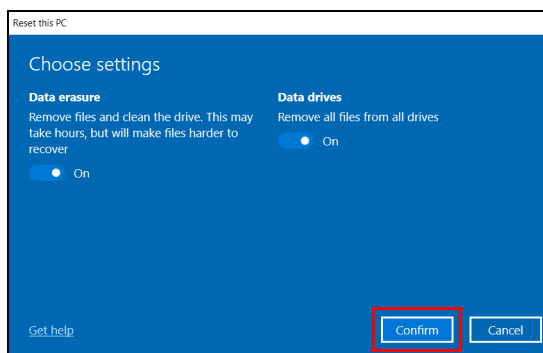 Reset this PC
Choose settings
Data erasure
Remove files and clean the drive. This may
take hours, but will make files harder to
recover
On
Data drives
Remove all files from all drives
On
Get help
Confirm
Cancel